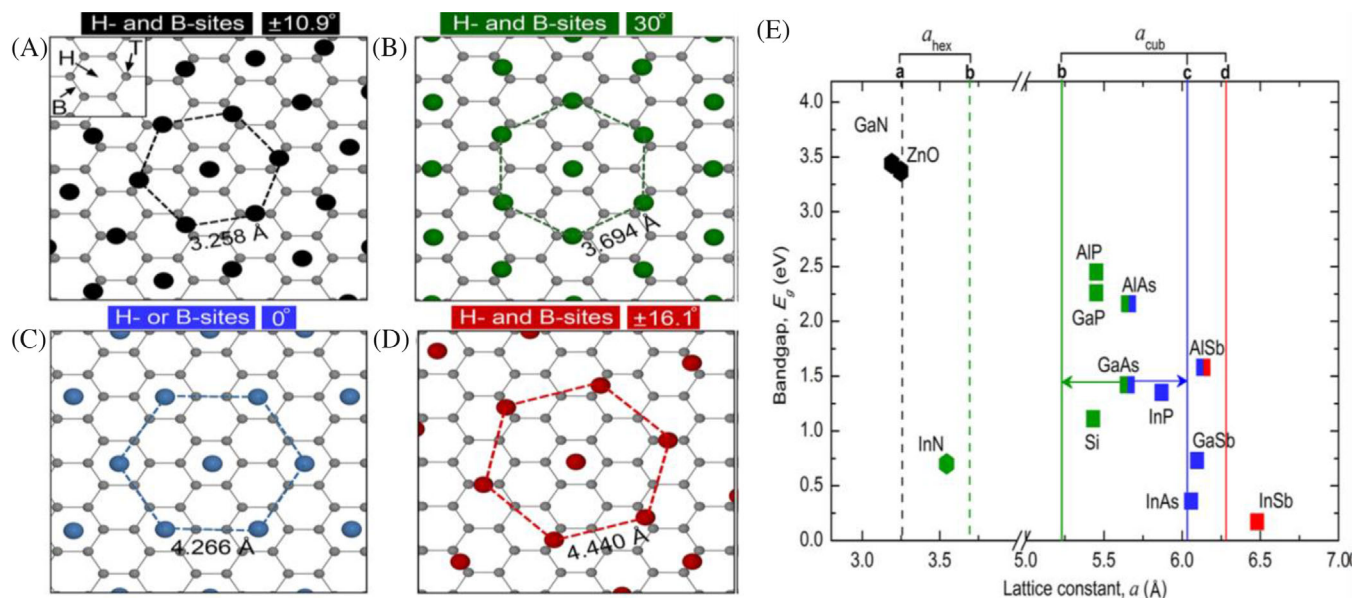 (A)
H- and B-sites ±10.9°
H
T
B
3.258 Å
(B)
H- and B-sites 30°
3.694 Å
(C)
H- or B-sites 0°
4.266 Å
(D)
H- and B-sites ±16.1°
4.440 Å
(E)
a_hex
a_cub
a b b c d
Bandgap, E_g (eV)
4.0
3.5
3.0
2.5
2.0
1.5
1.0
0.5
0.0
GaN
ZnO
InN
AlP
GaP
AlAs
GaAs
Si
InP
AlSb
GaSb
InAs
InSb
3.0 3.5 5.0 5.5 6.0 6.5 7.0
Lattice constant, a (Å)